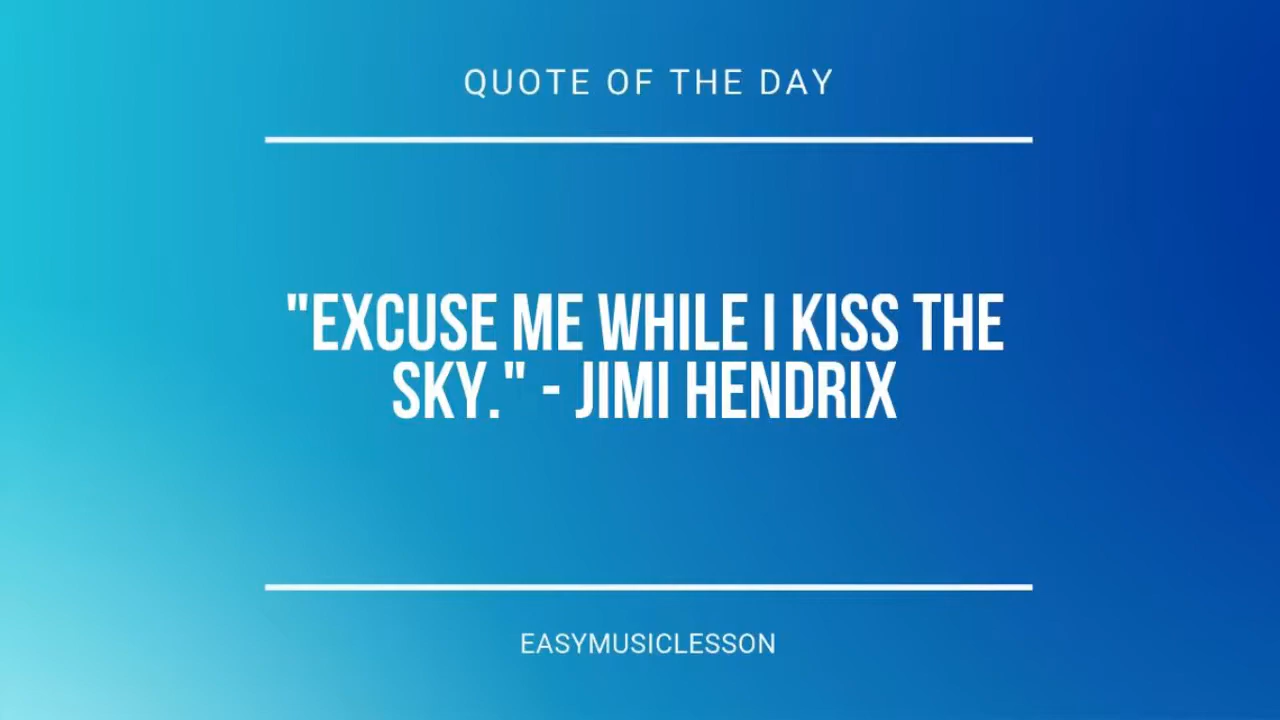 QUOTE OF THE DAY
"EXCUSE ME WHILE I KISS THE
SKY." - JIMI HENDRIX
EASYMUSICLESSON